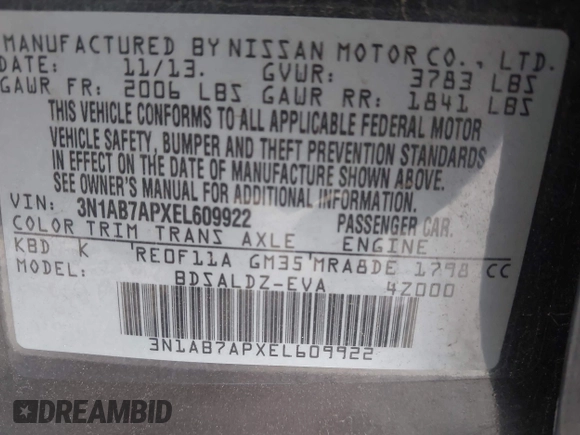 MANUFACTURED BY NISSAN MOTOR CO., LTD.
DATE: 11/13. GVWR: 3783 LBS
GAWR FR: 2006 LBS GAWR RR: 1841 LBS
THIS VEHICLE CONFORMS TO ALL APPLICABLE FEDERAL MOTOR
VEHICLE SAFETY, BUMPER AND THEFT PREVENTION STANDARDS
IN EFFECT ON THE DATE OF MANUFACTURE SHOWN ABOVE.
SEE OWNER'S MANUAL FOR ADDITIONAL INFORMATION.
VIN: 3N1AB7APXEL609922 PASSENGER CAR.
COLOR TRIM TRANS AXLE ENGINE
KBD K RE0F11A GM35 MRA8DE 1798 CC
BDSALDZ-EVA 4Z000
3N1AB7APXEL609922
DREAMBID